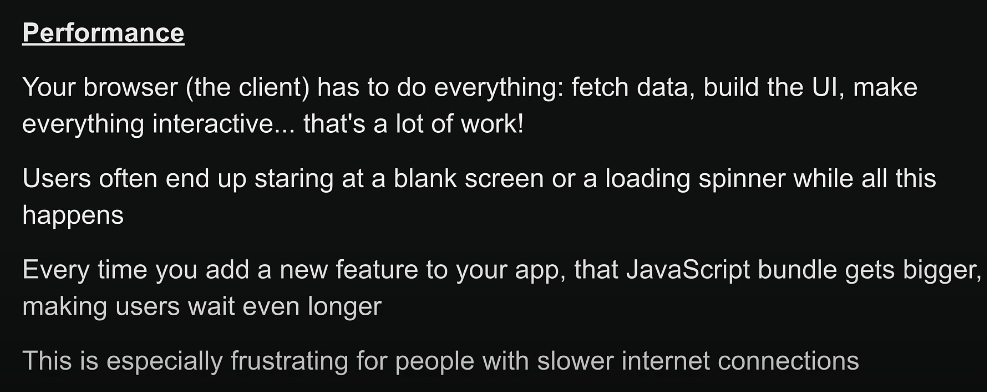 Performance
Your browser (the client) has to do everything: fetch data, build the UI, make
everything interactive... that's a lot of work!
Users often end up staring at a blank screen or a loading spinner while all this
happens
Every time you add a new feature to your app, that JavaScript bundle gets bigger,
making users wait even longer
This is especially frustrating for people with slower internet connections